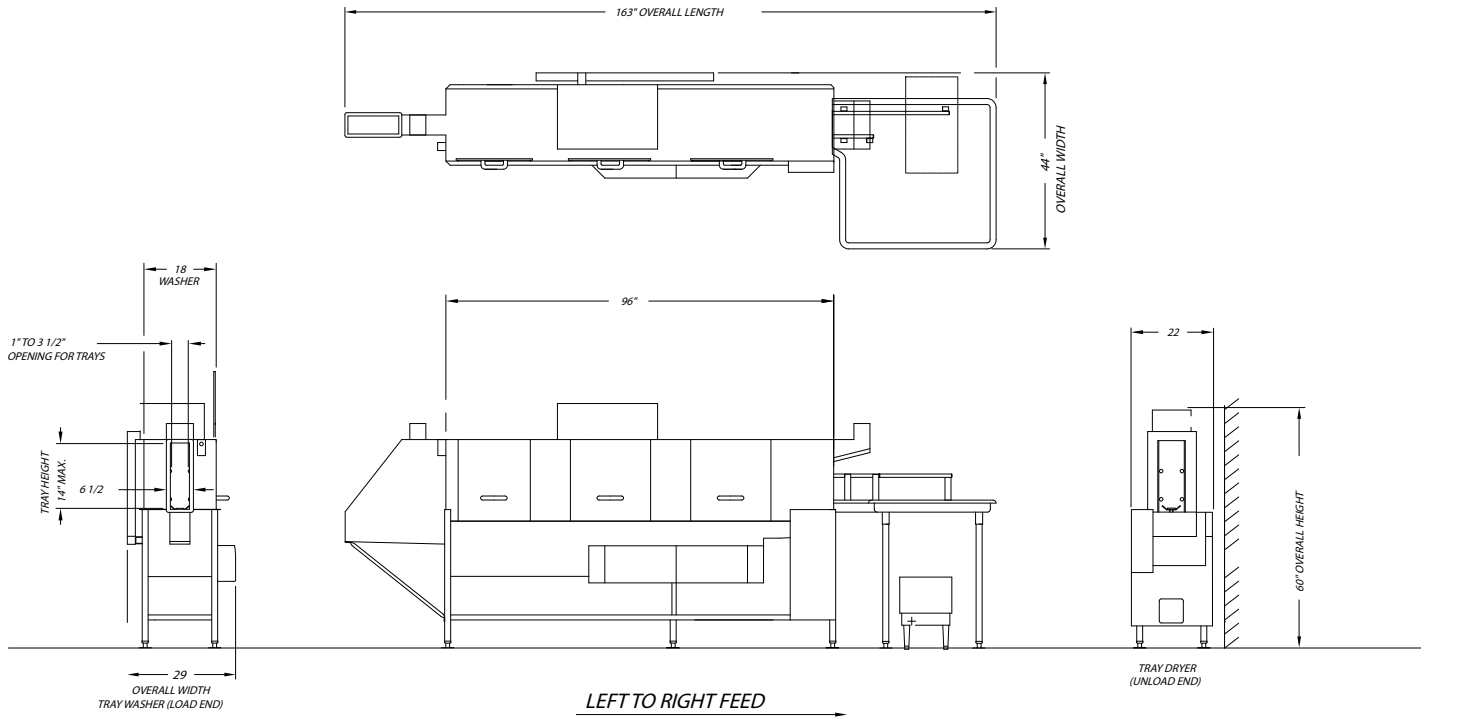 163" OVERALL LENGTH
44"
OVERALL WIDTH
18
WASHER
96"
1" TO 3 1/2"
OPENING FOR TRAYS
22
TRAY HEIGHT
14" MAX.
6 1/2
60" OVERALL HEIGHT
29
OVERALL WIDTH
TRAY WASHER (LOAD END)
LEFT TO RIGHT FEED
TRAY DRYER
(UNLOAD END)